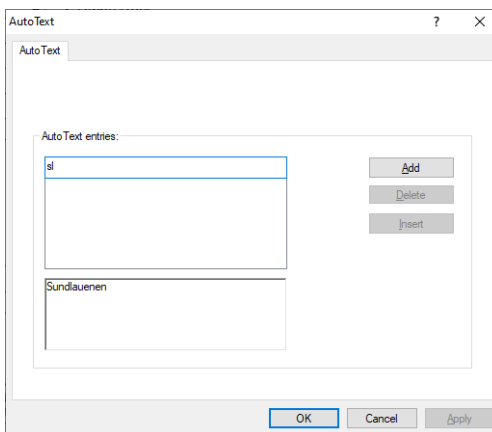 AutoText
? ×
AutoText
AutoText entries:
sl
Add
Delete
Insert
Sundlauenen
OK
Cancel
Apply